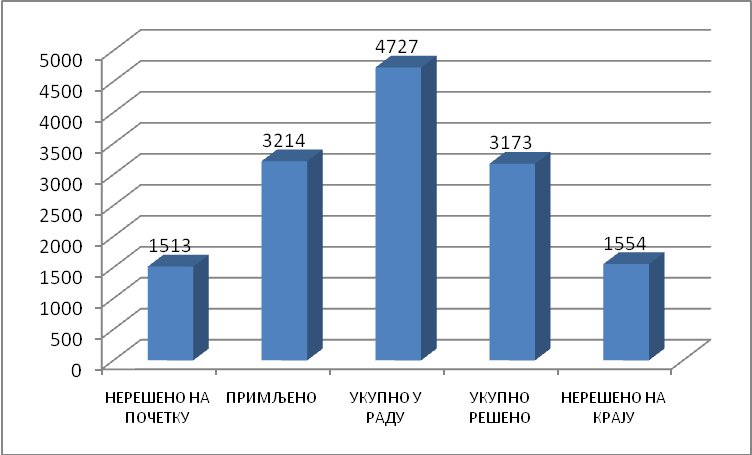 5000
4500
4000
3500
3000
2500
2000
1500
1000
500
0
1513
3214
4727
3173
1554
НЕРЕШЕНО НА
ПОЧЕТКУ
ПРИМЉЕНО
УКУПНО У
РАДУ
УКУПНО
РЕШЕНО
НЕРЕШЕНО НА
КРАЈУ